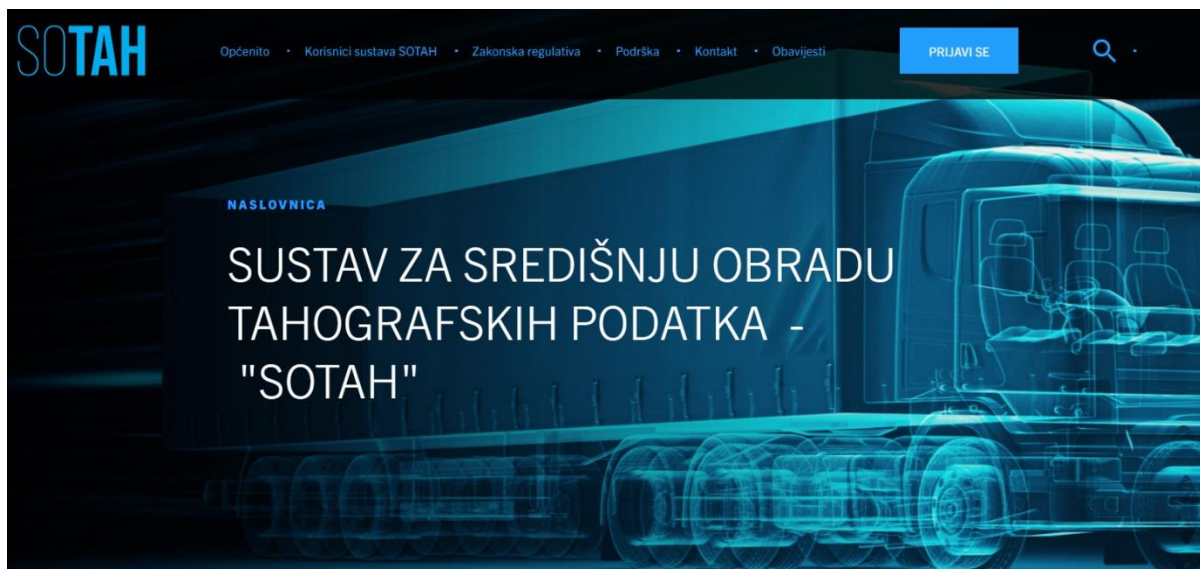 SOTAH
Općenito · Korisnici sustava SOTAH · Zakonska regulativa · Podrška · Kontakt · Obavijesti
PRIJAVI SE
NASLOVNICA
SUSTAV ZA SREDIŠNJU OBRADU
TAHOGRAFSKIH PODATKA -
"SOTAH"